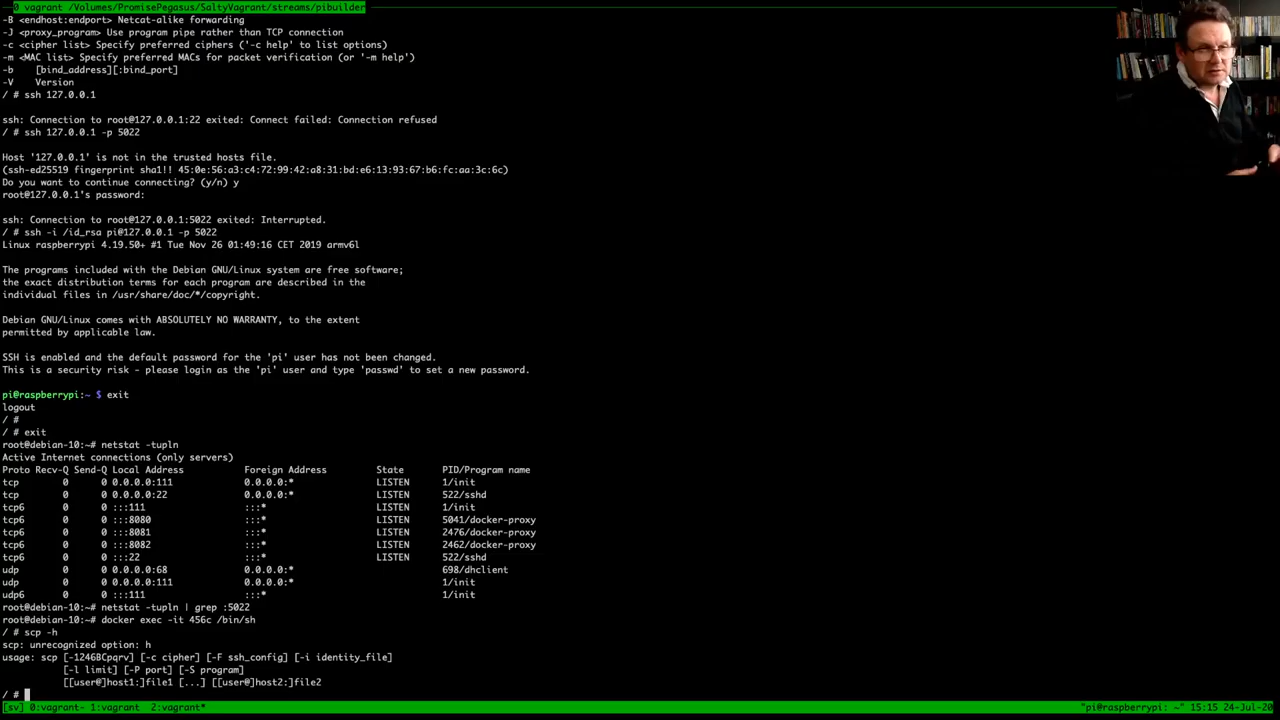 0 vagrant /Volumes/PromisePegasus/SaltyVagrant/streams/pibuilder
-B <endhost:endport> Netcat-alike forwarding
-J <proxy_program> Use program pipe rather than TCP connection
-c <cipher list> Specify preferred ciphers ('-c help' to list options)
-m <MAC list> Specify preferred MACs for packet verification (or '-m help')
-b    [bind_address][:bind_port]
-V    Version
/ # ssh 127.0.0.1
ssh: Connection to root@127.0.0.1:22 exited: Connect failed: Connection refused
/ # ssh 127.0.0.1 -p 5022
Host '127.0.0.1' is not in the trusted hosts file.
(ssh-ed25519 fingerprint sha1!! 45:0e:56:a3:c4:72:99:42:a8:31:bd:e6:13:93:67:b6:fc:aa:3c:6c)
Do you want to continue connecting? (y/n) y
root@127.0.0.1's password:
ssh: Connection to root@127.0.0.1:5022 exited: Interrupted.
/ # ssh -i /id_rsa pi@127.0.0.1 -p 5022
Linux raspberrypi 4.19.50+ #1 Tue Nov 26 01:49:16 CET 2019 armv6l
The programs included with the Debian GNU/Linux system are free software;
the exact distribution terms for each program are described in the
individual files in /usr/share/doc/*/copyright.
Debian GNU/Linux comes with ABSOLUTELY NO WARRANTY, to the extent
permitted by applicable law.
SSH is enabled and the default password for the 'pi' user has not been changed.
This is a security risk - please login as the 'pi' user and type 'passwd' to set a new password.
pi@raspberrypi:~ $ exit
logout
/ #
/ # exit
root@debian-10:~# netstat -tupln
Active Internet connections (only servers)
Proto Recv-Q Send-Q Local Address           Foreign Address         State       PID/Program name
tcp        0      0 0.0.0.0:111             0.0.0.0:*               LISTEN      1/init
tcp        0      0 0.0.0.0:22              0.0.0.0:*               LISTEN      522/sshd
tcp6       0      0 :::111                  :::*                    LISTEN      1/init
tcp6       0      0 :::8080                 :::*                    LISTEN      5041/docker-proxy
tcp6       0      0 :::8081                 :::*                    LISTEN      2476/docker-proxy
tcp6       0      0 :::8082                 :::*                    LISTEN      2462/docker-proxy
tcp6       0      0 :::22                   :::*                    LISTEN      522/sshd
udp        0      0 0.0.0.0:68              0.0.0.0:*                           698/dhclient
udp        0      0 0.0.0.0:111             0.0.0.0:*                           1/init
udp6       0      0 :::111                  :::*                                1/init
root@debian-10:~# netstat -tupln | grep :5022
root@debian-10:~# docker exec -it 456c /bin/sh
/ # scp -h
scp: unrecognized option: h
usage: scp [-1246BCpqrv] [-c cipher] [-F ssh_config] [-i identity_file]
           [-l limit] [-P port] [-S program]
           [[user@]host1:]file1 [...] [[user@]host2:]file2
/ #
[sv] 0:vagrant- 1:vagrant  2:vagrant* "pi@raspberrypi: ~" 15:15 24-Jul-20